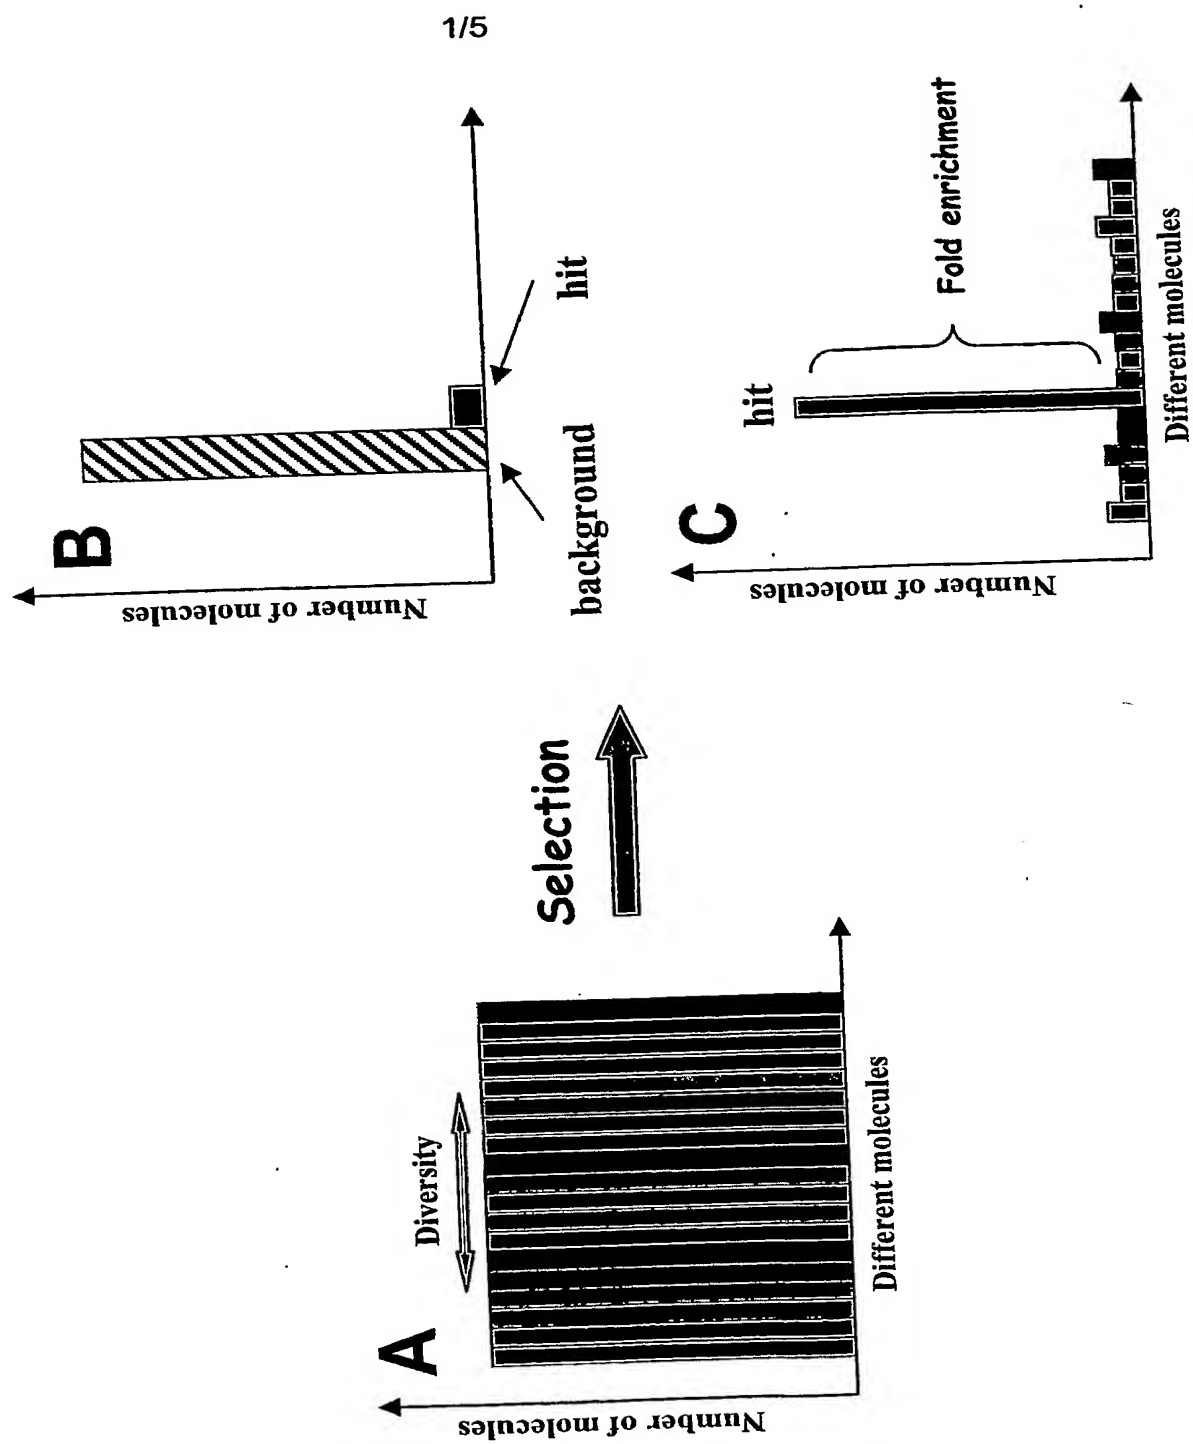 1/5
A
Number of molecules
Diversity
Different molecules
Selection
B
Number of molecules
background
hit
C
Number of molecules
hit
Fold enrichment
Different molecules